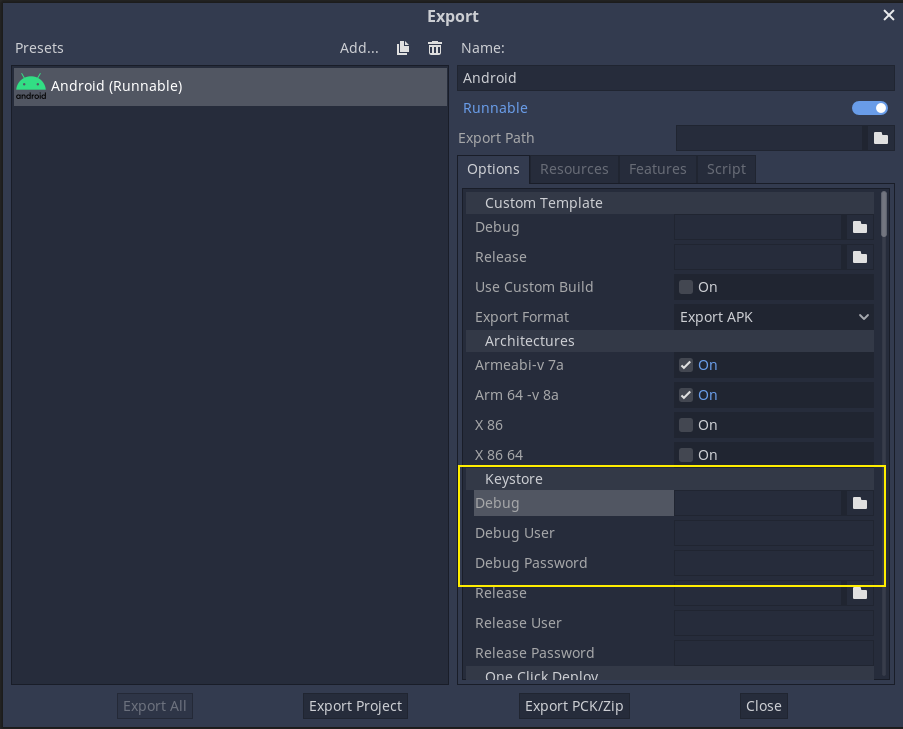 Export
Presets
Add...
Name:
android
Android (Runnable)
Android
Runnable
Export Path
Options Resources Features Script
Custom Template
Debug
Release
Use Custom Build On
Export Format Export APK
Architectures
Armeabi-v 7a On
Arm 64 -v 8a On
X 86 On
X 86 64 On
Keystore
Debug
Debug User
Debug Password
Release
Release User
Release Password
One Click Deploy
Export All Export Project Export PCK/Zip Close